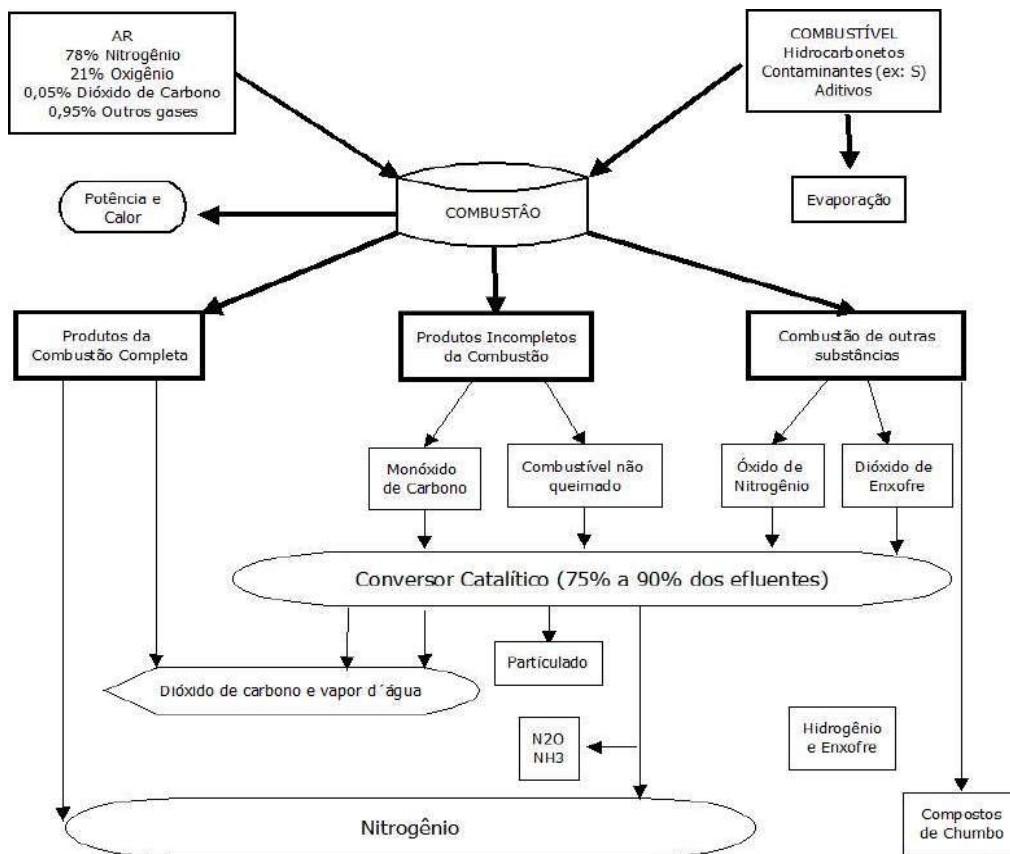 AR
78% Nitrogênio
21% Oxigênio
0,05% Dióxido de Carbono
0,95% Outros gases
COMBUSTÍVEL
Hidrocarbonetos
Contaminantes (ex: S)
Aditivos
Potência e
Calor
COMBUSTÃO
Evaporação
Produtos da
Combustão Completa
Produtos Incompletos
da Combustão
Combustão de outras
substâncias
Monóxido
de Carbono
Combustível não
queimado
Óxido de
Nitrogênio
Dióxido de
Enxofre
Conversor Catalítico (75% a 90% dos efluentes)
Particulado
Dióxido de carbono e vapor d´água
N2O
NH3
Hidrogênio
e Enxofre
Nitrogênio
Compostos
de Chumbo